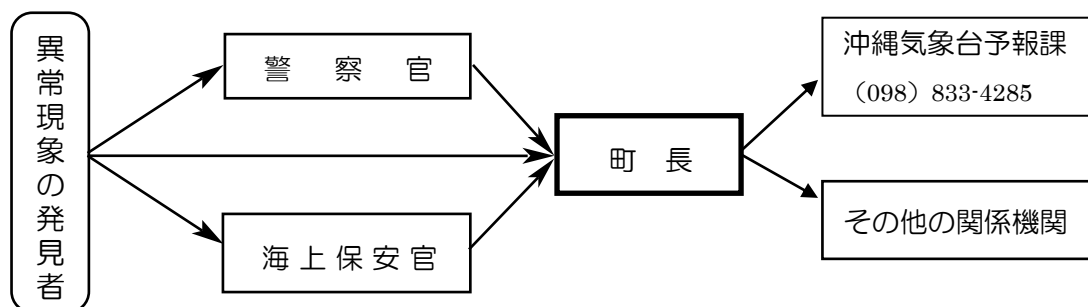 異常現象の発見者
警察官
海上保安官
町長
沖縄気象台予報課
（098）833-4285
その他の関係機関